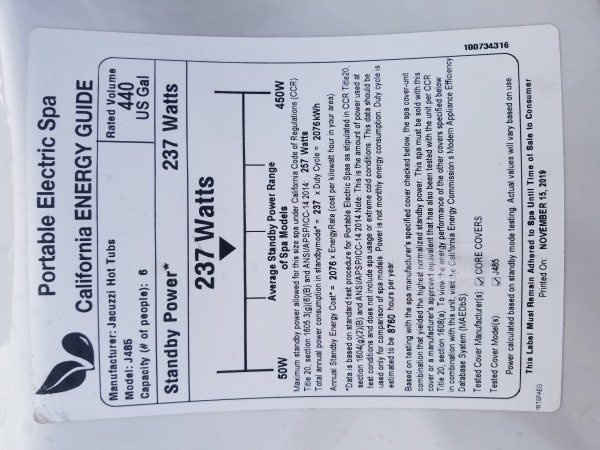 Portable Electric Spa
California ENERGY GUIDE
Manufacturer: Jacuzzi Hot Tubs
Model: J485
Capacity (# of people): 6
Rated Volume
440
US Gal
Standby Power* 237 Watts
237 Watts
50W
450W
Average Standby Power Range
of Spa Models
Maximum standby power allowed for this size spa under California Code of Regulations (CCR)
Title 20, section 1605.3(g)(6)(B) and ANSI/APSP/ICC-14 2014 257 Watts
Total annual power consumption in standbymode* = 237 x Duty Cycle = 2076 kWh
Annual Standby Energy Cost* = 2076 x EnergyRate (cost per kilowatt hour in your area)
*Data is based on standard test procedure for Portable Electric Spas as stipulated in CCR Title20,
section 1604(g)(2)(B) and ANSI/APSP/ICC-14 2014 Note: This is the amount of power used at
test conditions and does not include spa usage or extreme cold conditions. This data should be
used only for comparison of spa models. Power is not monthly energy consumption. Duty cycle is
estimated to be 8760 hours per year.
Based on testing with the spa manufacturer's specified cover checked below, the spa cover-unit
combination that yielded the highest normalized standby power. This spa must be sold with this
cover or a manufacturer's approved equivalent that has also been tested with the unit per CCR
Title 20, section 1608(a). To view the energy performance of the other covers specified below
in combination with this unit, visit the California Energy Commission s Modern Appliance Efficiency
Database System (MAEDbS).
Tested Cover Manufacturer(s): ☑ CORE COVERS
Tested Cover Model(s): ☑ J485
Power calculated based on standby mode testing. Actual values will vary based on use.
This Label Must Remain Adhered to Spa Until Time of Sale to Consumer
Printed On: NOVEMBER 15, 2019
100734316